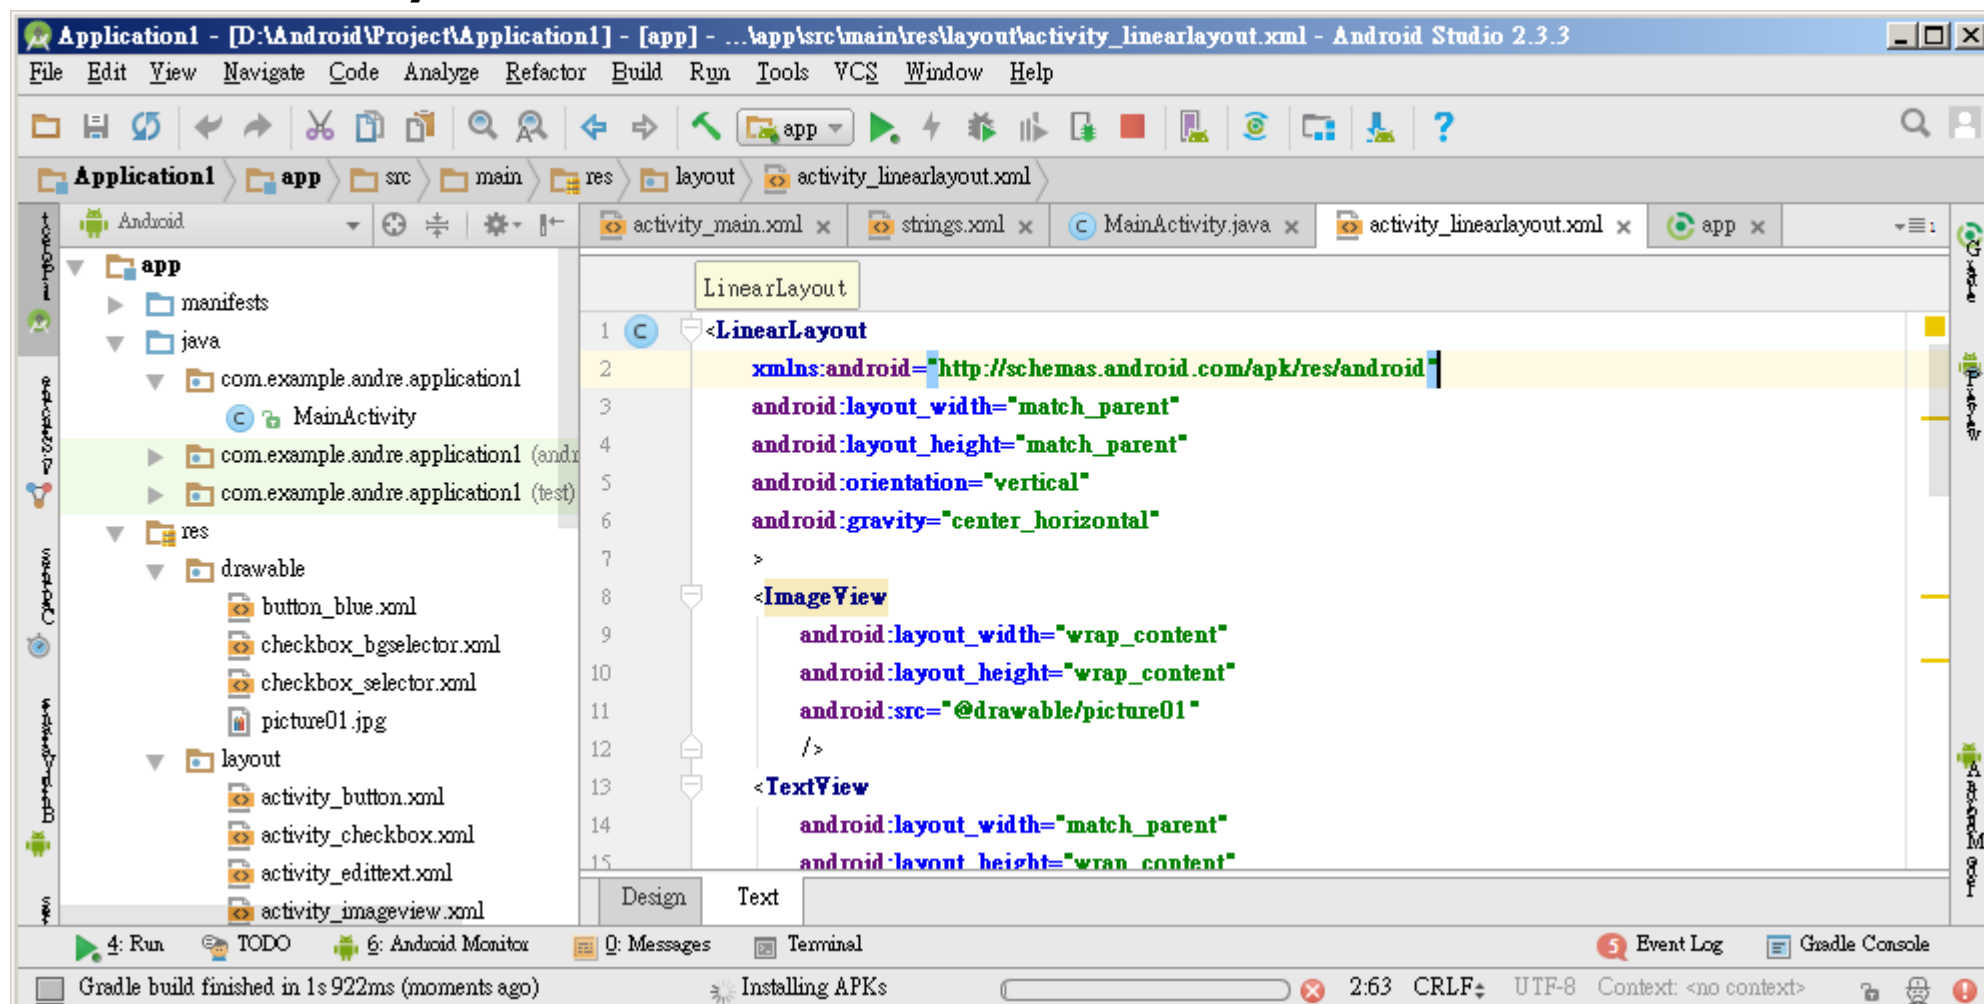 Application1 - [D:\Android\Project\Application1] - [app] - ...\app\src\main\res\layout\activity_linearlayout.xml - Android Studio 2.3.3
File Edit View Navigate Code Analyze Refactor Build Run Tools VCS Window Help
app
Application1 app src main res layout activity_linearlayout.xml
Android
activity_main.xml strings.xml MainActivity.java activity_linearlayout.xml app
app
manifests
java
com.example.andre.application1
MainActivity
com.example.andre.application1 (andr
com.example.andre.application1 (test)
res
drawable
button_blue.xml
checkbox_bgselector.xml
checkbox_selector.xml
picture01.jpg
layout
activity_button.xml
activity_checkbox.xml
activity_edittext.xml
activity_imageview.xml
LinearLayout
1 <LinearLayout
2 xmlns:android="http://schemas.android.com/apk/res/android"
3 android:layout_width="match_parent"
4 android:layout_height="match_parent"
5 android:orientation="vertical"
6 android:gravity="center_horizontal"
7 >
8 <ImageView
9 android:layout_width="wrap_content"
10 android:layout_height="wrap_content"
11 android:src="@drawable/picture01"
12 />
13 <TextView
14 android:layout_width="match_parent"
15 android:layout_height="wrap_content"
Design Text
4: Run TODO 6: Android Monitor 0: Messages Terminal 5 Event Log Gradle Console
Gradle build finished in 1s 922ms (moments ago) Installing APKs 2:63 CRLF UTF-8 Context: <no context>